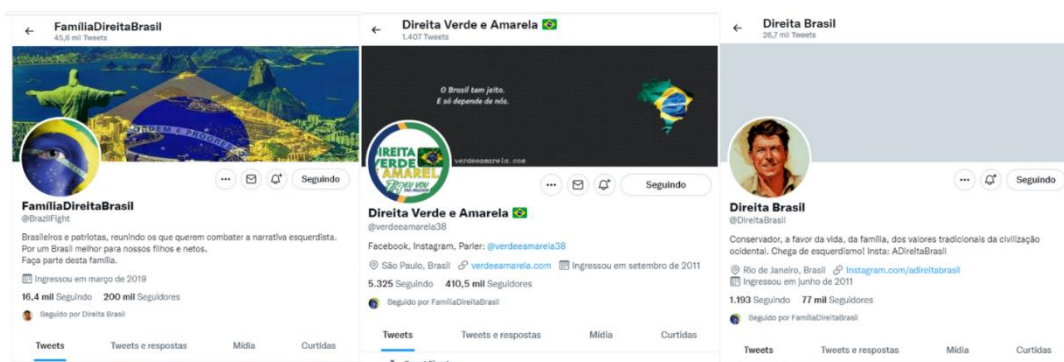 ← FamíliaDireitaBrasil
45,6 mil Tweets
ORDEM E PROGRES
Seguindo
FamíliaDireitaBrasil
@BrazilFight
Brasileiros e patriotas, reunindo os que querem combater a narrativa esquerdista.
Por um Brasil melhor para nossos filhos e netos.
Faça parte desta família.
Ingressou em março de 2019
16,4 mil Seguindo 200 mil Seguidores
Seguido por Direita Brasil
Tweets Tweets e respostas Mídia Curtidas
← Direita Verde e Amarela
1.407 Tweets
O Brasil tem jeito.
E só depende de nós.
verdeeamarela.com
IREITA
VERDE
AMAREL
EU VOU
Seguindo
Direita Verde e Amarela
@verdeeamarela38
Facebook, Instagram, Parler: @verdeeamarela38
São Paulo, Brasil verdeeamarela.com Ingressou em setembro de 2011
5.325 Seguindo 410,5 mil Seguidores
Seguido por FamíliaDireitaBrasil
Tweets Tweets e respostas Mídia Curtidas
← Direita Brasil
26,7 mil Tweets
Seguindo
Direita Brasil
@DireitaBrasil
Conservador, a favor da vida, da família, dos valores tradicionais da civilização
ocidental. Chega de esquerdismo! Insta: ADireitaBrasil
Rio de Janeiro, Brasil Instagram.com/adireitabrasil
Ingressou em junho de 2011
1.193 Seguindo 77 mil Seguidores
Seguido por FamíliaDireitaBrasil
Tweets Tweets e respostas Mídia Curtidas